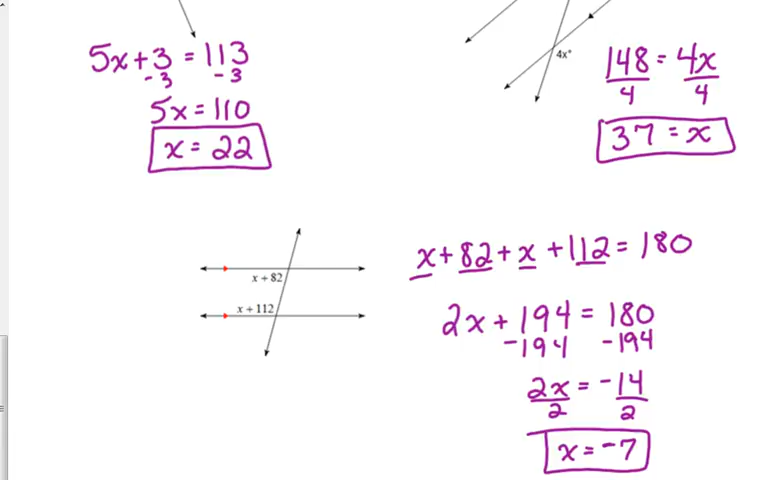 5x+3 = 113
-3 -3
5x = 110
x = 22
4x°
148 = 4x
4 4
37 = x
x + 82
x + 112
x + 82 + x + 112 = 180
2x + 194 = 180
-194 -194
2x = -14
2 2
x = -7